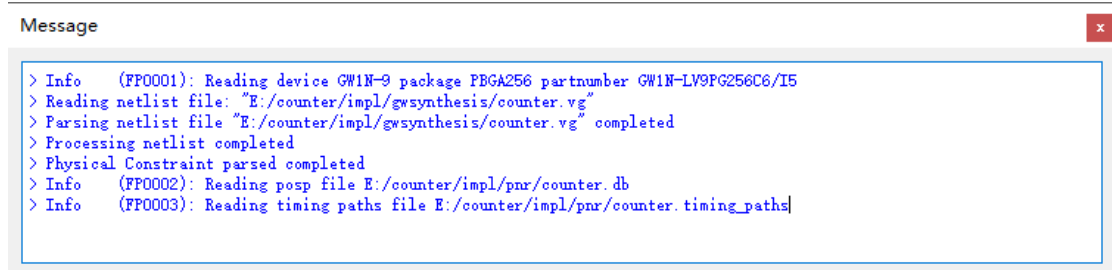 Message
x
> Info (FP0001): Reading device GW1N-9 package PBGA256 partnumber GW1N-LV9PG256C6/I5
> Reading netlist file: "E:/counter/impl/gwsynthesis/counter.vg"
> Parsing netlist file "E:/counter/impl/gwsynthesis/counter.vg" completed
> Processing netlist completed
> Physical Constraint parsed completed
> Info (FP0002): Reading posp file E:/counter/impl/pnr/counter.db
> Info (FP0003): Reading timing paths file E:/counter/impl/pnr/counter.timing_paths